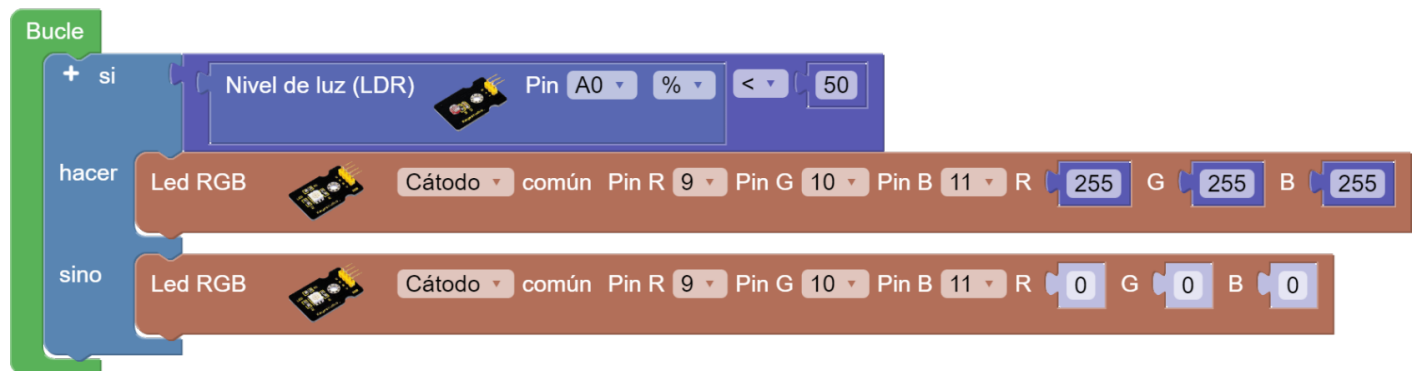 Bucle
+ si Nivel de luz (LDR) Pin A0 % < 50
hacer Led RGB Cátodo común Pin R 9 Pin G 10 Pin B 11 R 255 G 255 B 255
sino Led RGB Cátodo común Pin R 9 Pin G 10 Pin B 11 R 0 G 0 B 0